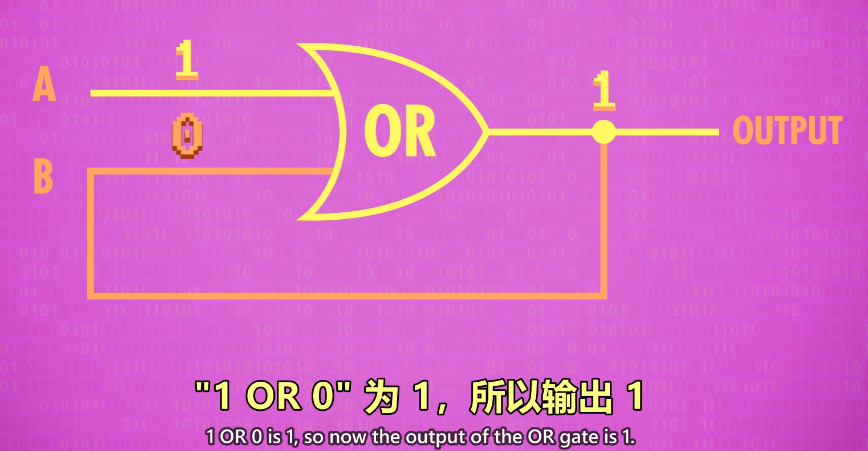 1
A
0
B
OR
1
OUTPUT
"1 OR 0" 为 1，所以输出 1
1 OR 0 is 1, so now the output of the OR gate is 1.